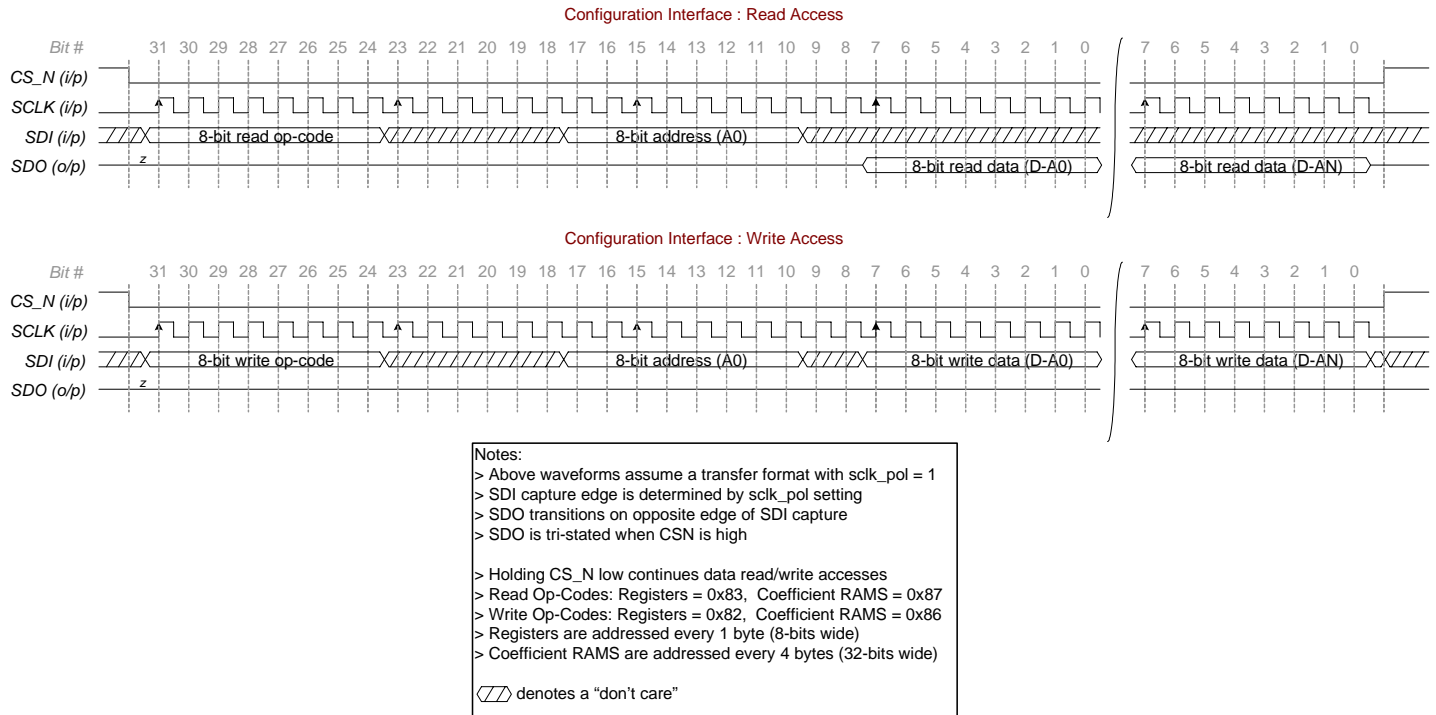 Configuration Interface : Read Access
Bit # 31 30 29 28 27 26 25 24 23 22 21 20 19 18 17 16 15 14 13 12 11 10 9 8 7 6 5 4 3 2 1 0 7 6 5 4 3 2 1 0
CS_N (i/p)
SCLK (i/p)
SDI (i/p) 8-bit read op-code 8-bit address (A0)
SDO (o/p) z 8-bit read data (D-A0) 8-bit read data (D-AN)
Configuration Interface : Write Access
Bit # 31 30 29 28 27 26 25 24 23 22 21 20 19 18 17 16 15 14 13 12 11 10 9 8 7 6 5 4 3 2 1 0 7 6 5 4 3 2 1 0
CS_N (i/p)
SCLK (i/p)
SDI (i/p) 8-bit write op-code 8-bit address (A0) 8-bit write data (D-A0) 8-bit write data (D-AN)
SDO (o/p) z
Notes:
> Above waveforms assume a transfer format with sclk_pol = 1
> SDI capture edge is determined by sclk_pol setting
> SDO transitions on opposite edge of SDI capture
> SDO is tri-stated when CSN is high
> Holding CS_N low continues data read/write accesses
> Read Op-Codes: Registers = 0x83, Coefficient RAMS = 0x87
> Write Op-Codes: Registers = 0x82, Coefficient RAMS = 0x86
> Registers are addressed every 1 byte (8-bits wide)
> Coefficient RAMS are addressed every 4 bytes (32-bits wide)
denotes a “don’t care”